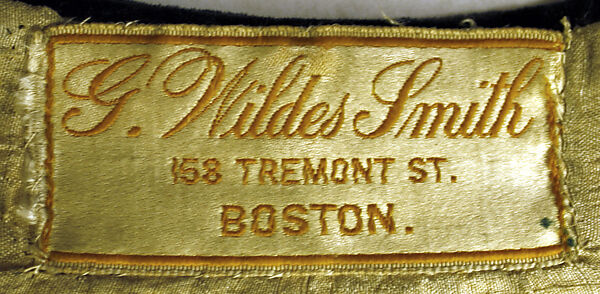 G. Wildes Smith
158 TREMONT ST.
BOSTON.